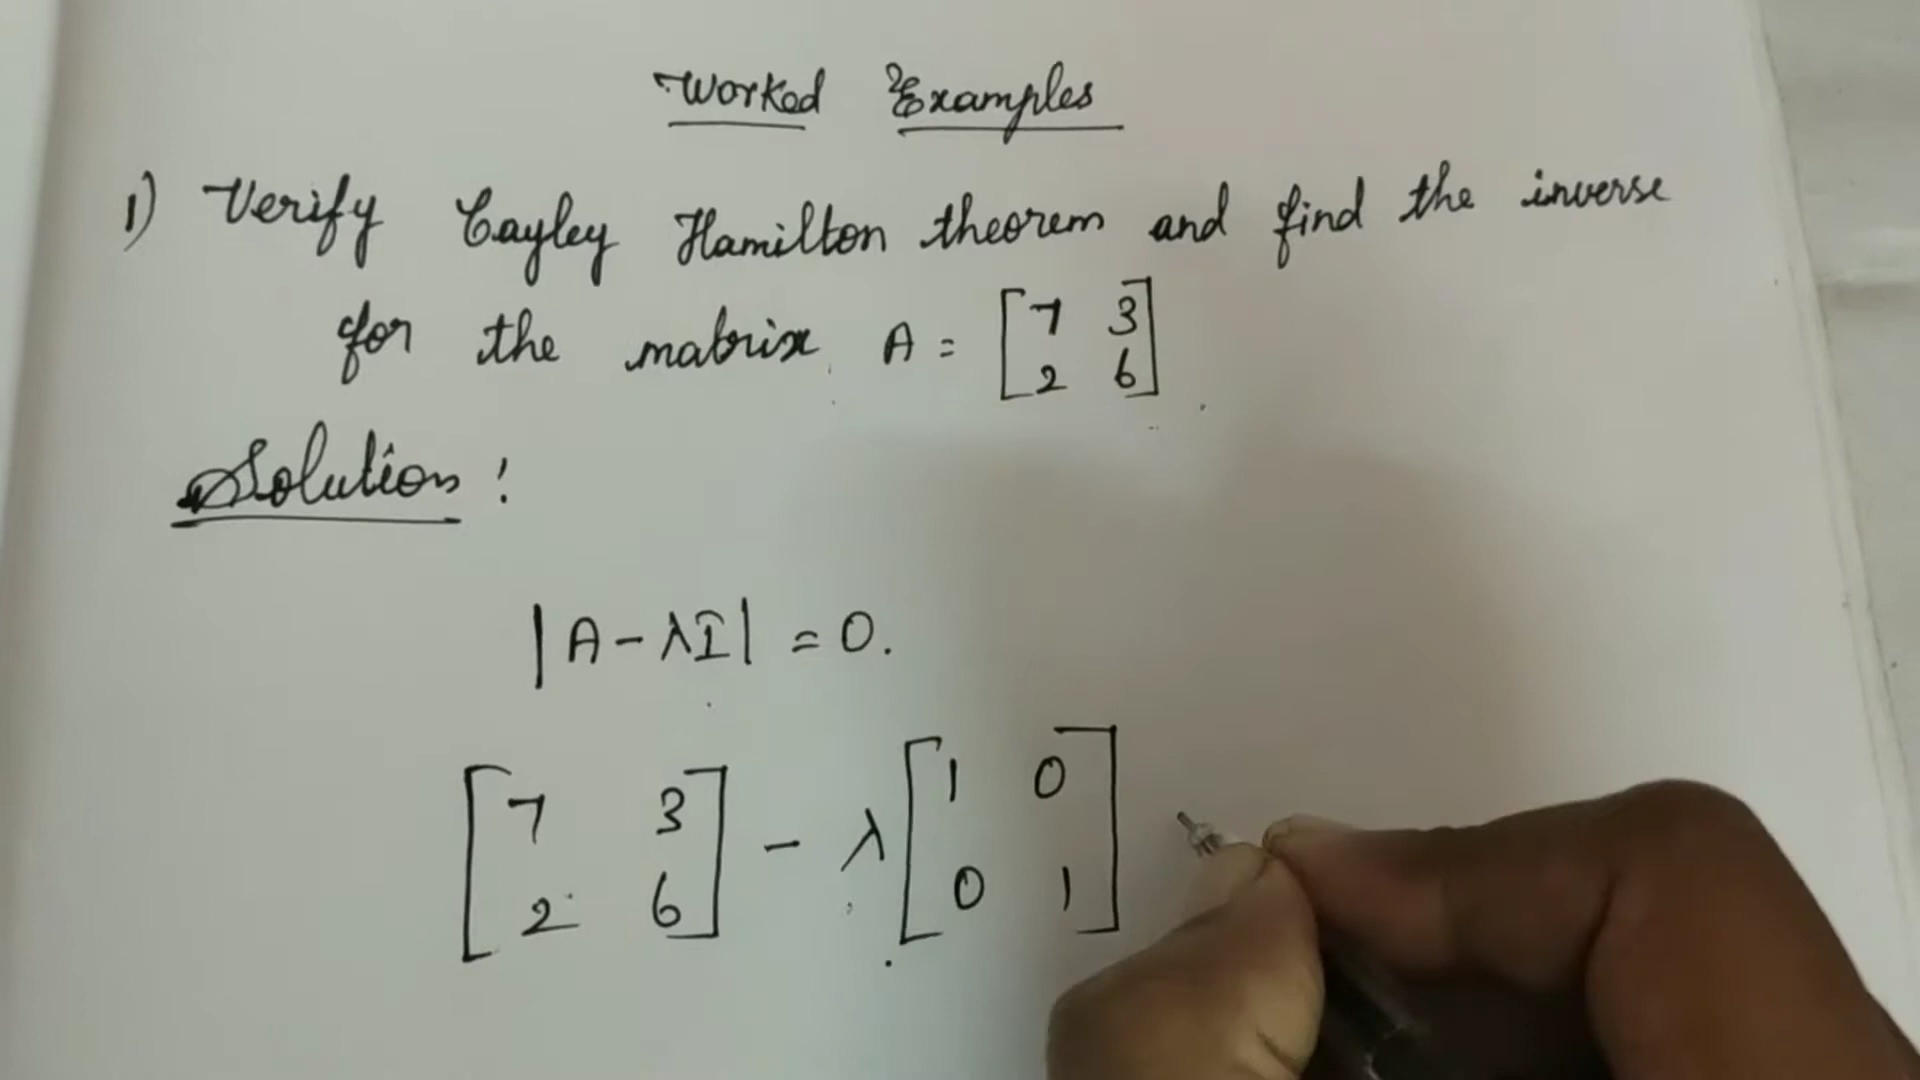 Worked Examples
1) Verify Cayley Hamilton theorem and find the inverse
for the matrix A = [7 3
2 6]
Solution:
|A-λI| = 0.
[7 3
2 6] - λ [1 0
0 1]